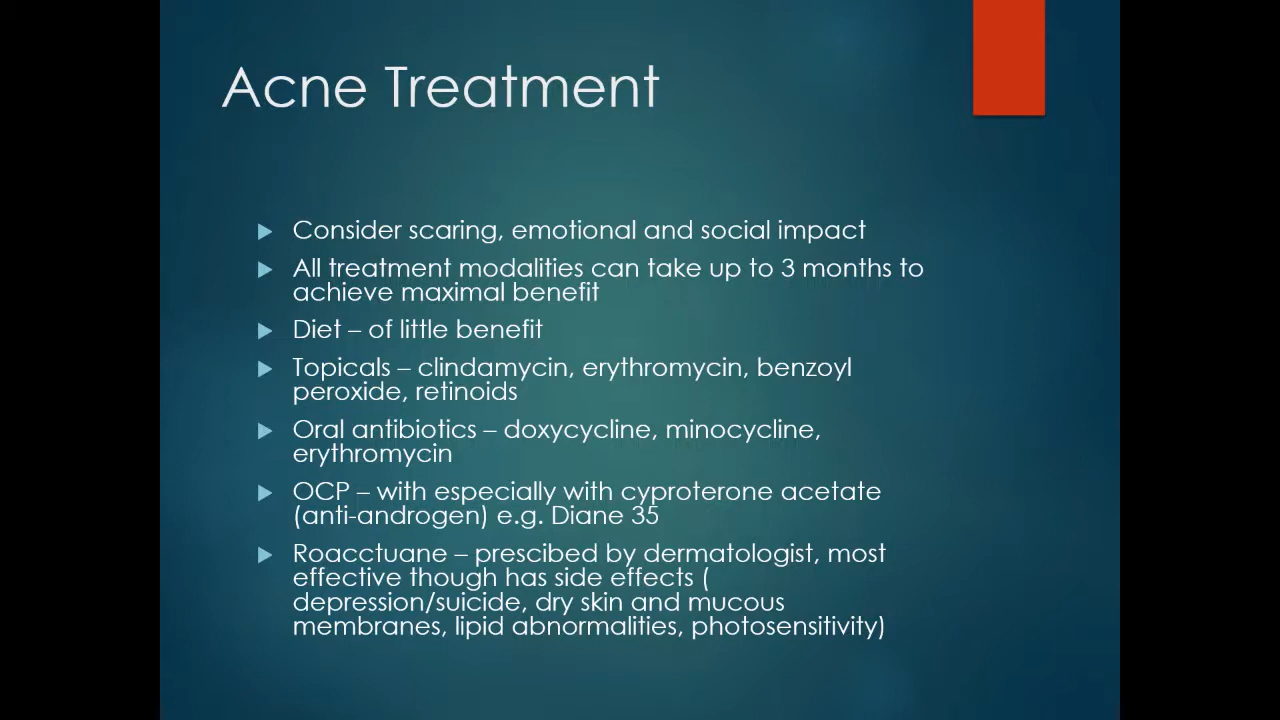 Acne Treatment
Consider scaring, emotional and social impact
All treatment modalities can take up to 3 months to
achieve maximal benefit
Diet – of little benefit
Topicals – clindamycin, erythromycin, benzoyl
peroxide, retinoids
Oral antibiotics – doxycycline, minocycline,
erythromycin
OCP – with especially with cyproterone acetate
(anti-androgen) e.g. Diane 35
Roacctuane – prescibed by dermatologist, most
effective though has side effects (
depression/suicide, dry skin and mucous
membranes, lipid abnormalities, photosensitivity)